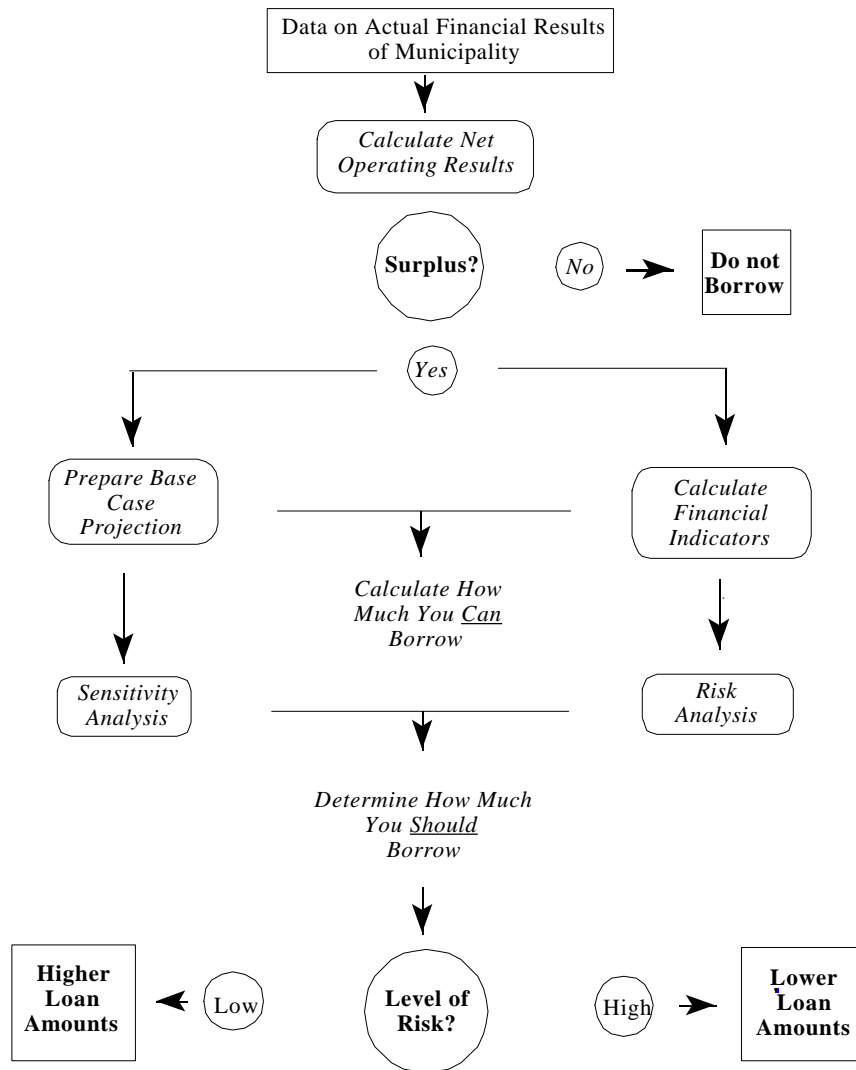 Data on Actual Financial Results
of Municipality
Calculate Net
Operating Results
Surplus?
No
Do not
Borrow
Yes
Prepare Base
Case
Projection
Calculate
Financial
Indicators
Calculate How
Much You Can
Borrow
Sensitivity
Analysis
Risk
Analysis
Determine How Much
You Should
Borrow
Higher
Loan
Amounts
Low
Level of
Risk?
High
Lower
Loan
Amounts